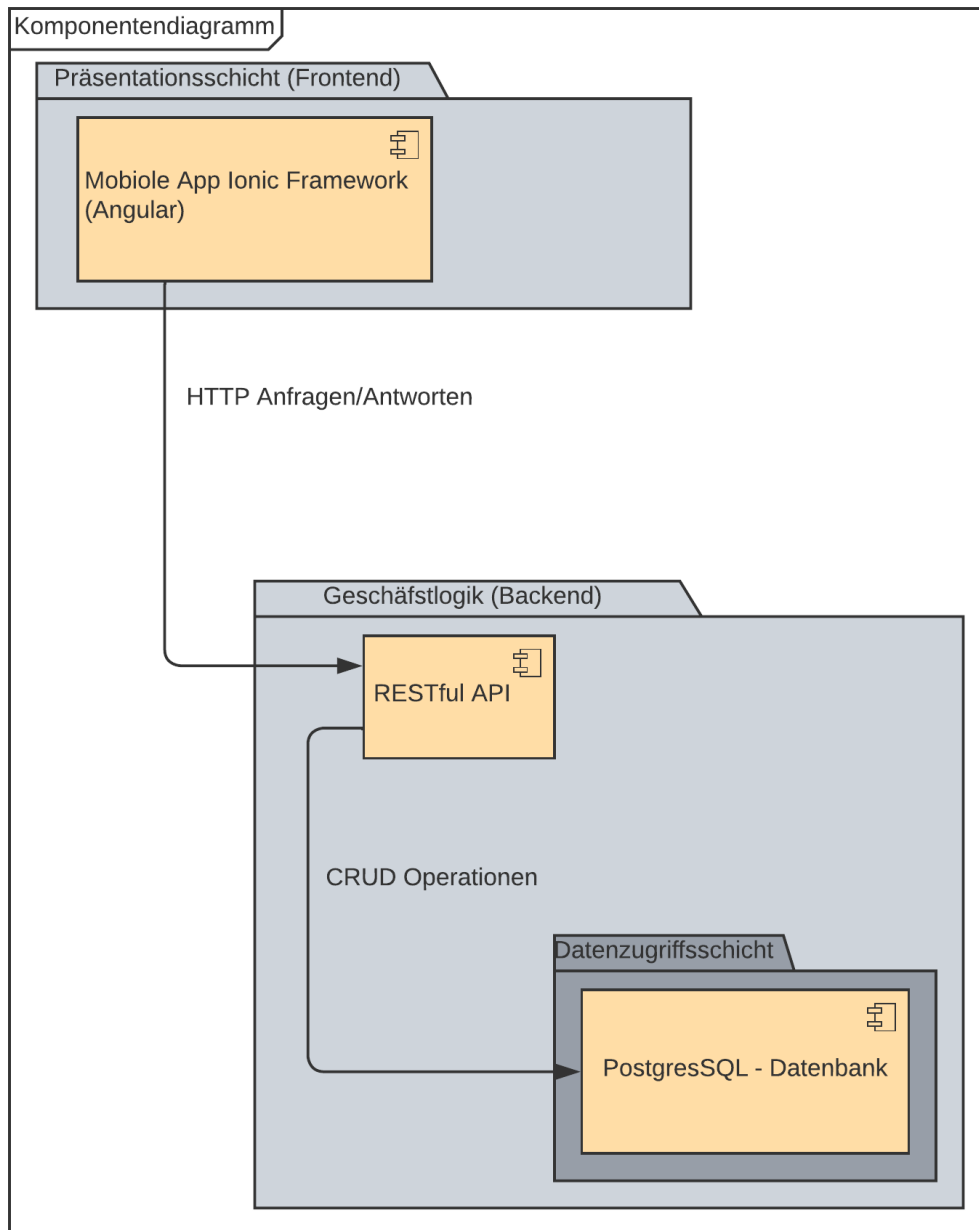 Komponentendiagramm
Präsentationsschicht (Frontend)
Mobiole App Ionic Framework
(Angular)
HTTP Anfragen/Antworten
Geschäfstlogik (Backend)
RESTful API
CRUD Operationen
Datenzugriffsschicht
PostgresSQL - Datenbank